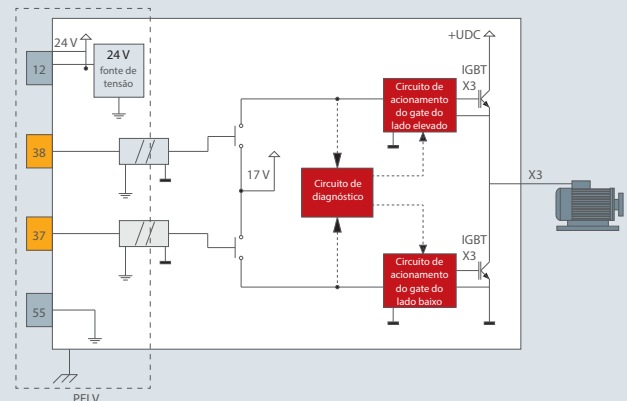 24 V
12
24 V
fonte de
tensão
38
37
55
PELV
17 V
Circuito de
diagnóstico
Circuito de
acionamento
do gate do
lado elevado
Circuito de
acionamento
do gate do
lado baixo
+UDC
IGBT
X3
X3
IGBT
X3